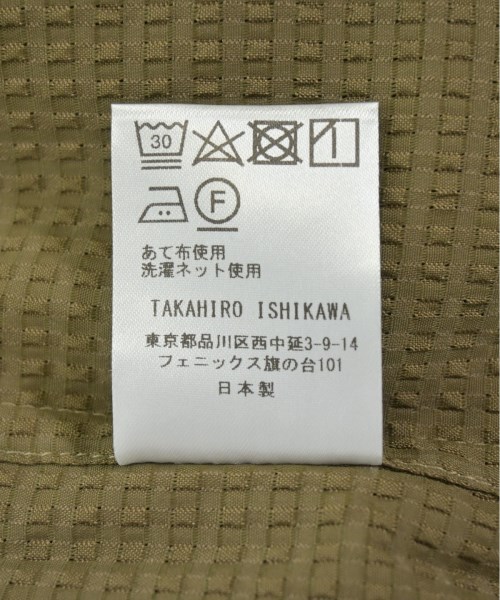 30
F
あて布使用
洗濯ネット使用
TAKAHIRO ISHIKAWA
東京都品川区西中延3-9-14
フェニックス旗の台101
日本製